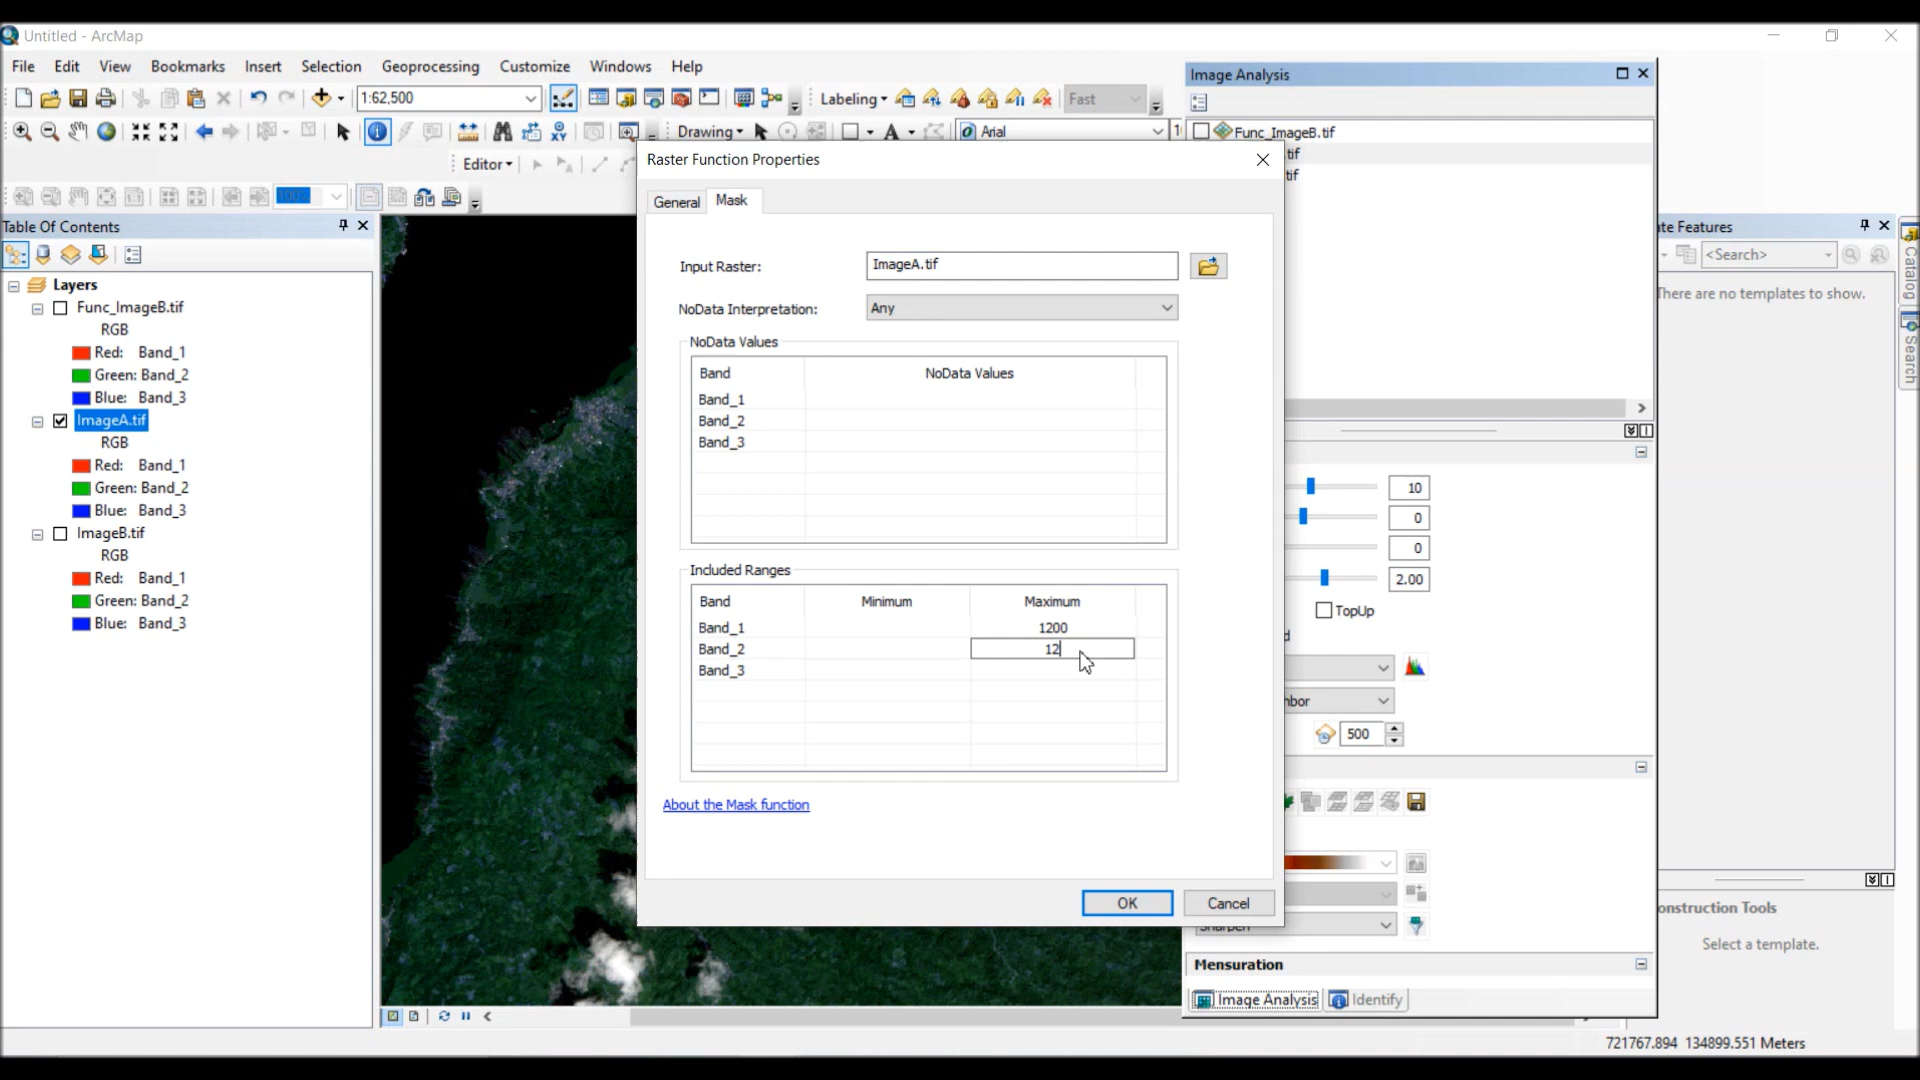 Untitled - ArcMap
File Edit View Bookmarks Insert Selection Geoprocessing Customize Windows Help
1:62,500
Labeling
Fast
Drawing
Arial
Editor
100%
Table Of Contents
Layers
Func_ImageB.tif
RGB
Red: Band_1
Green: Band_2
Blue: Band_3
ImageA.tif
RGB
Red: Band_1
Green: Band_2
Blue: Band_3
ImageB.tif
RGB
Red: Band_1
Green: Band_2
Blue: Band_3
Raster Function Properties
General Mask
Input Raster: ImageA.tif
NoData Interpretation: Any
NoData Values
Band NoData Values
Band_1
Band_2
Band_3
Included Ranges
Band Minimum Maximum
Band_1 1200
Band_2 12
Band_3
About the Mask function
OK Cancel
Image Analysis
Func_ImageB.tif
.tif
tif
10
0
0
2.00
TopUp
d
nbor
500
Sharpen
Mensuration
Image Analysis Identify
te Features
<Search>
There are no templates to show.
onstruction Tools
Select a template.
Catalog
Search
721767.894 134899.551 Meters